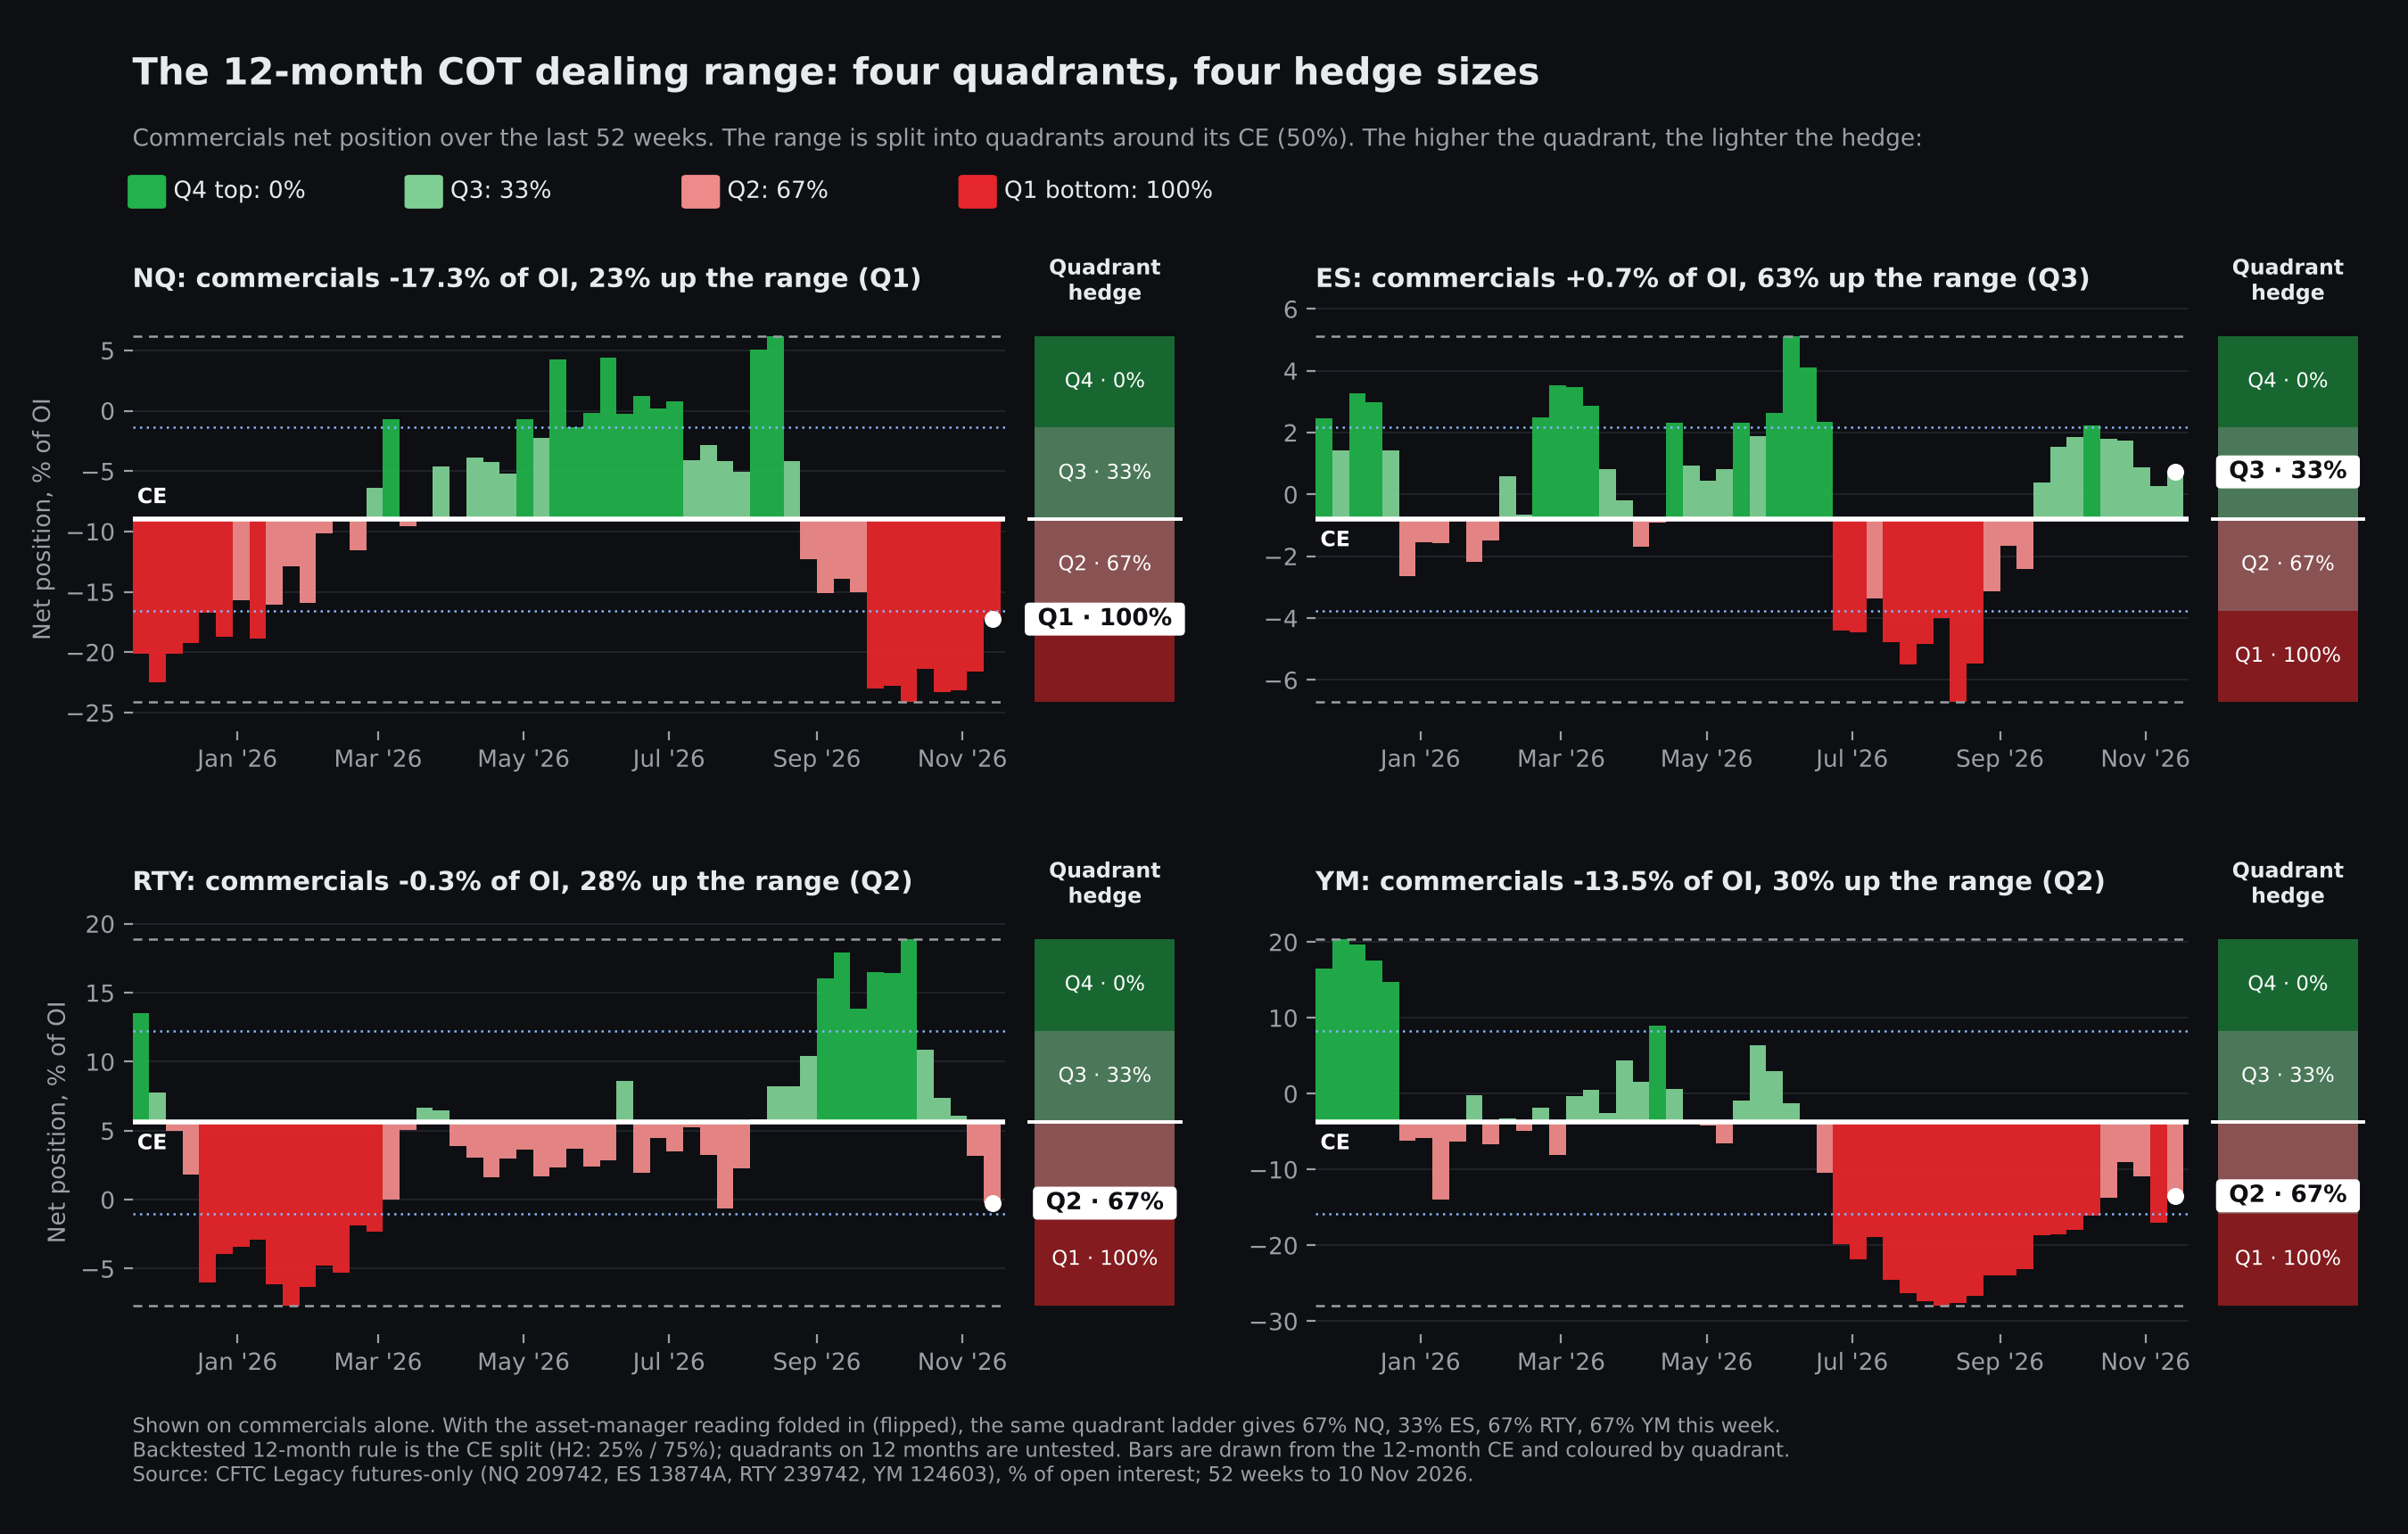 The 12-month COT dealing range: four quadrants, four hedge sizes
Commercials net position over the last 52 weeks. The range is split into quadrants around its CE (50%). The higher the quadrant, the lighter the hedge:
Q4 top: 0%
Q3: 33%
Q2: 67%
Q1 bottom: 100%
NQ: commercials -17.3% of OI, 23% up the range (Q1)
Quadrant
hedge
Net position, % of OI
5
0
−5
−10
−15
−20
−25
CE
Q4 · 0%
Q3 · 33%
Q2 · 67%
Q1 · 100%
Jan '26
Mar '26
May '26
Jul '26
Sep '26
Nov '26
ES: commercials +0.7% of OI, 63% up the range (Q3)
Quadrant
hedge
6
4
2
0
−2
−4
−6
CE
Q4 · 0%
Q3 · 33%
Q2 · 67%
Q1 · 100%
Jan '26
Mar '26
May '26
Jul '26
Sep '26
Nov '26
RTY: commercials -0.3% of OI, 28% up the range (Q2)
Quadrant
hedge
Net position, % of OI
20
15
10
5
0
−5
CE
Q4 · 0%
Q3 · 33%
Q2 · 67%
Q1 · 100%
Jan '26
Mar '26
May '26
Jul '26
Sep '26
Nov '26
YM: commercials -13.5% of OI, 30% up the range (Q2)
Quadrant
hedge
20
10
0
−10
−20
−30
CE
Q4 · 0%
Q3 · 33%
Q2 · 67%
Q1 · 100%
Jan '26
Mar '26
May '26
Jul '26
Sep '26
Nov '26
Shown on commercials alone. With the asset-manager reading folded in (flipped), the same quadrant ladder gives 67% NQ, 33% ES, 67% RTY, 67% YM this week.
Backtested 12-month rule is the CE split (H2: 25% / 75%); quadrants on 12 months are untested. Bars are drawn from the 12-month CE and coloured by quadrant.
Source: CFTC Legacy futures-only (NQ 209742, ES 13874A, RTY 239742, YM 124603), % of open interest; 52 weeks to 10 Nov 2026.